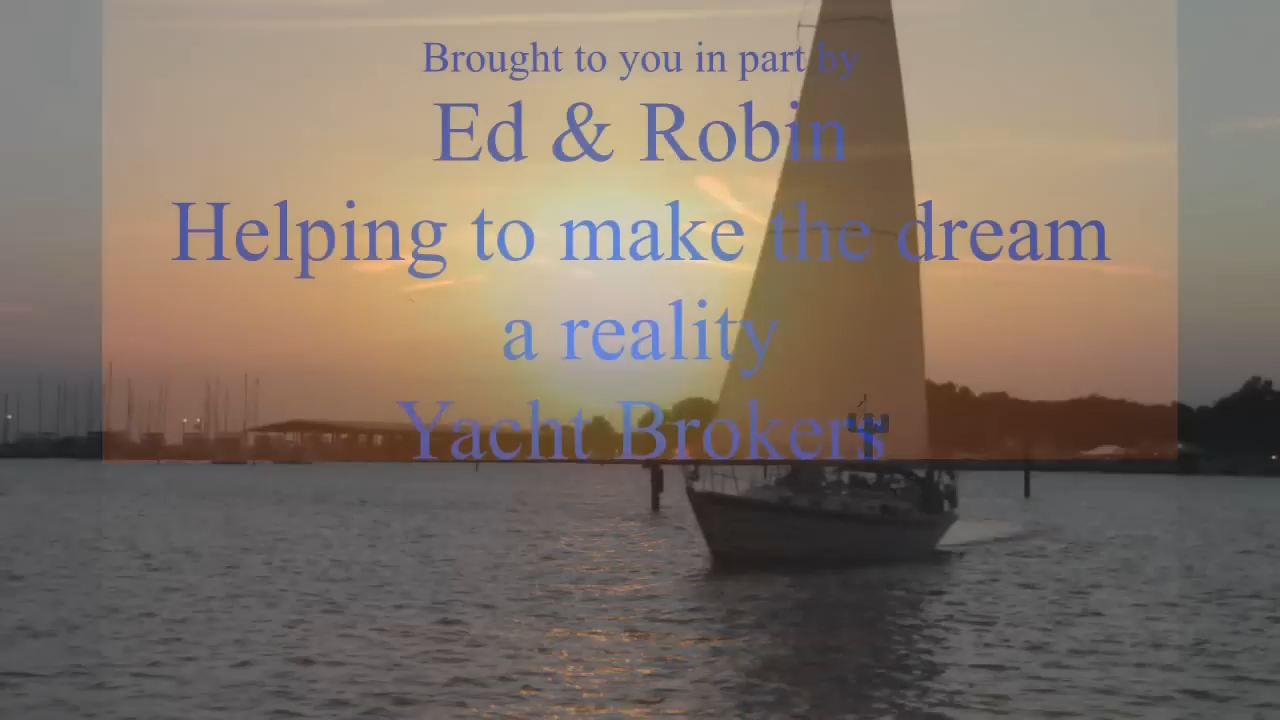 Brought to you in part by
Ed & Robin
Helping to make the dream
a reality
Yacht Brokers